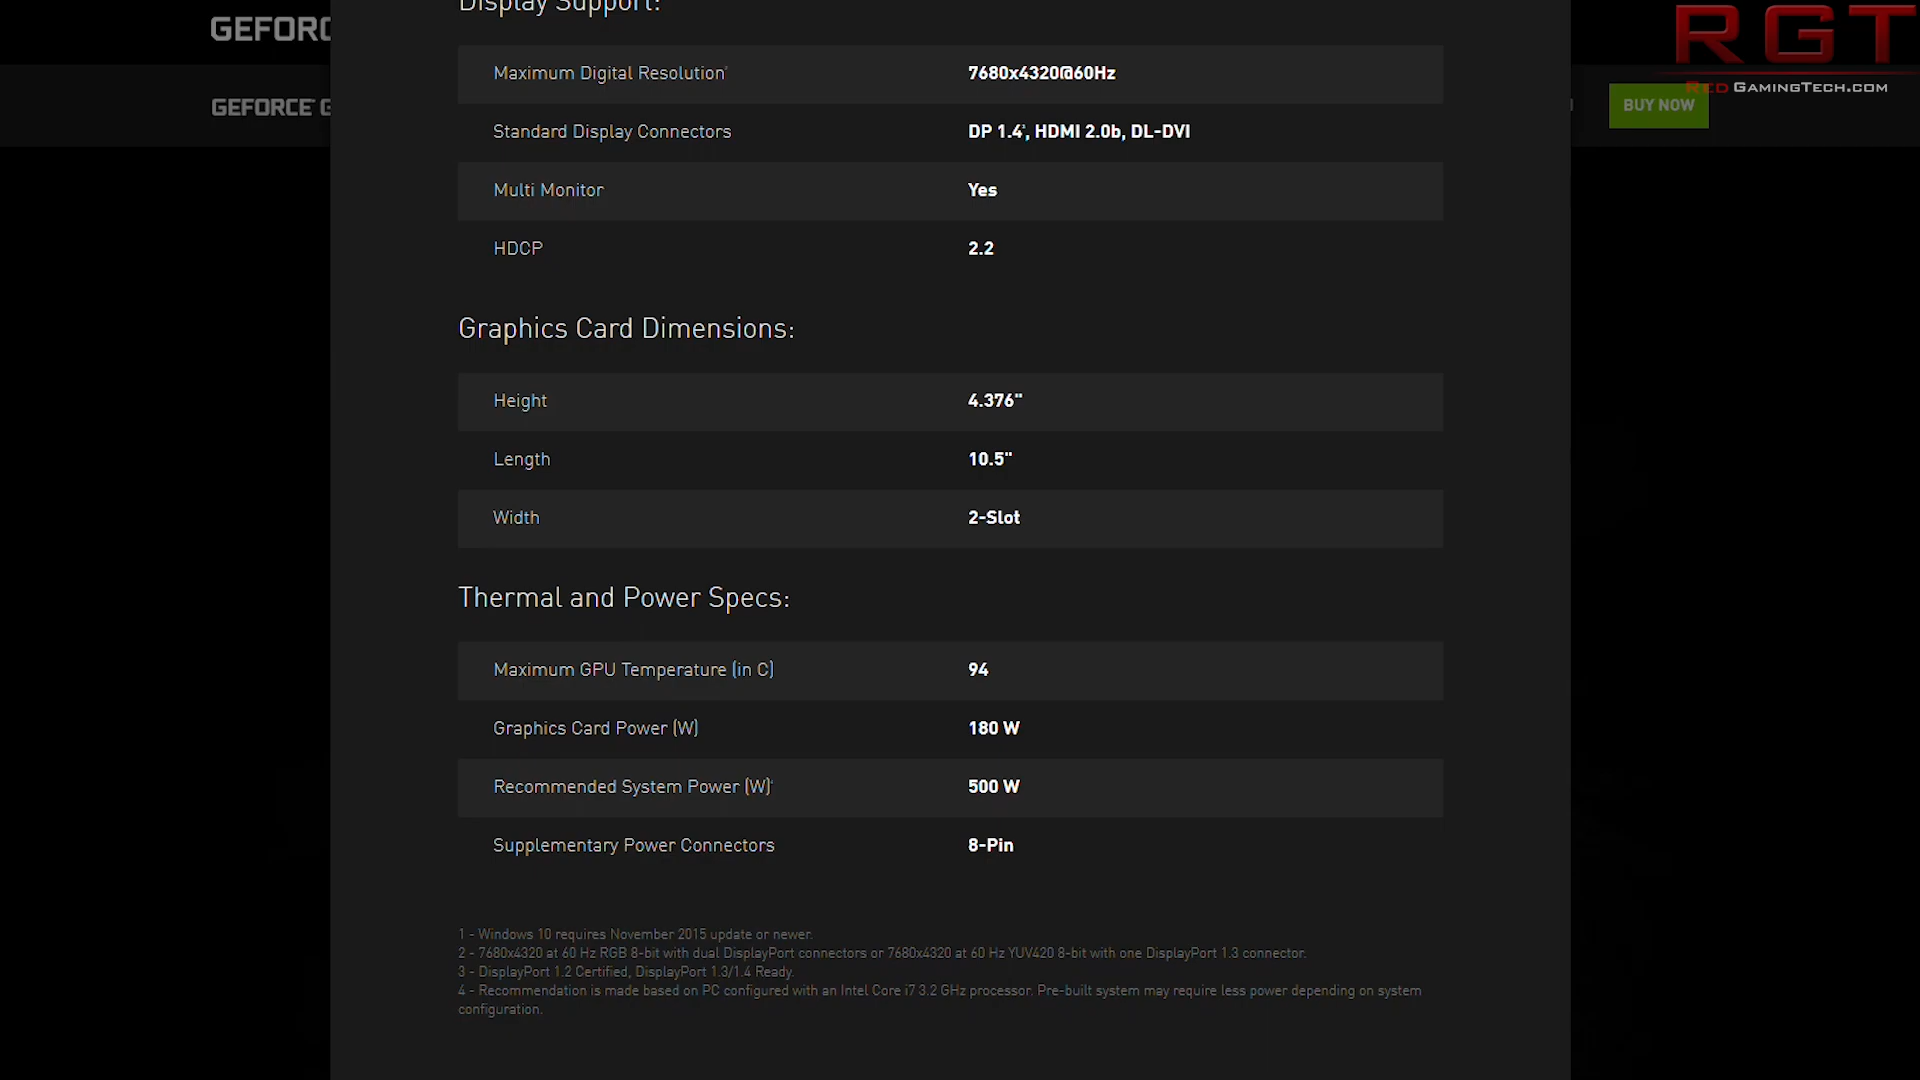 Display Support:
GEFORC
RGT
Maximum Digital Resolution² 7680x4320@60Hz
RED GAMINGTECH.COM
GEFORCE G
BUY NOW
Standard Display Connectors DP 1.4³, HDMI 2.0b, DL-DVI
Multi Monitor Yes
HDCP 2.2
Graphics Card Dimensions:
Height 4.376"
Length 10.5"
Width 2-Slot
Thermal and Power Specs:
Maximum GPU Temperature (in C) 94
Graphics Card Power (W) 180 W
Recommended System Power (W)⁴ 500 W
Supplementary Power Connectors 8-Pin
1 - Windows 10 requires November 2015 update or newer.
2 - 7680x4320 at 60 Hz RGB 8-bit with dual DisplayPort connectors or 7680x4320 at 60 Hz YUV420 8-bit with one DisplayPort 1.3 connector.
3 - DisplayPort 1.2 Certified, DisplayPort 1.3/1.4 Ready.
4 - Recommendation is made based on PC configured with an Intel Core i7 3.2 GHz processor. Pre-built system may require less power depending on system
configuration.